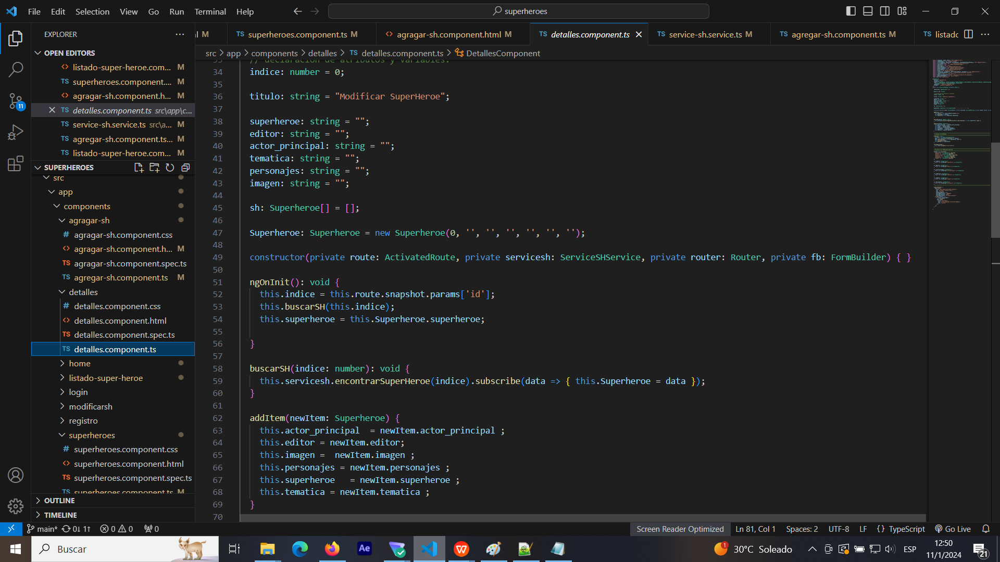 File Edit Selection View Go Run Terminal Help
superheroes
EXPLORER
OPEN EDITORS
listado-super-heroe.com... M
superheroes.component.... M
agragar-sh.component.h... M
detalles.component.ts src\app\c...
service-sh.service.ts src\a... M
agregar-sh.component.ts... M
listado-super-heroe.com... M
SUPERHEROES
src
app
components
agragar-sh
agragar-sh.component.css
agragar-sh.component.h... M
agragar-sh.component.spec.ts
agregar-sh.component.ts M
detalles
detalles.component.css
detalles.component.html
detalles.component.spec.ts
detalles.component.ts
home
listado-super-heroe
login
modificarsh
registro
superheroes
superheroes.component.css
superheroes.component.html
superheroes.component.spec.ts
superheroes.component.ts M
OUTLINE
TIMELINE
11
M
TS superheroes.component.ts M
agragar-sh.component.html M
TS detalles.component.ts
TS service-sh.service.ts M
TS agregar-sh.component.ts M
TS listadc
src > app > components > detalles > TS detalles.component.ts > DetallesComponent
33 // declaracion de atributos y variables.
34 indice: number = 0;
35
36 titulo: string = "Modificar SuperHeroe";
37
38 superheroe: string = "";
39 editor: string = "";
40 actor_principal: string = "";
41 tematica: string = "";
42 personajes: string = "";
43 imagen: string = "";
44
45 sh: Superheroe[] = [];
46
47 Superheroe: Superheroe = new Superheroe(0, '', '', '', '', '', '');
48
49 constructor(private route: ActivatedRoute, private servicesh: ServiceSHService, private router: Router, private fb: FormBuilder) { }
50
51 ngOnInit(): void {
52 this.indice = this.route.snapshot.params['id'];
53 this.buscarSH(this.indice);
54 this.superheroe = this.Superheroe.superheroe;
55
56 }
57
58 buscarSH(indice: number): void {
59 this.servicesh.encontrarSuperHeroe(indice).subscribe(data => { this.Superheroe = data });
60 }
61
62 addItem(newItem: Superheroe) {
63 this.actor_principal  = newItem.actor_principal ;
64 this.editor = newItem.editor;
65 this.imagen =  newItem.imagen ;
66 this.personajes = newItem.personajes ;
67 this.superheroe   = newItem.superheroe ;
68 this.tematica = newItem.tematica ;
69 }
70
main* 0↓ 1↑ 0 0 0
Screen Reader Optimized Ln 81, Col 1 Spaces: 2 UTF-8 LF {} TypeScript Go Live
Buscar
Ae
W
1
30°C Soleado
ESP
12:50
11/1/2024
21